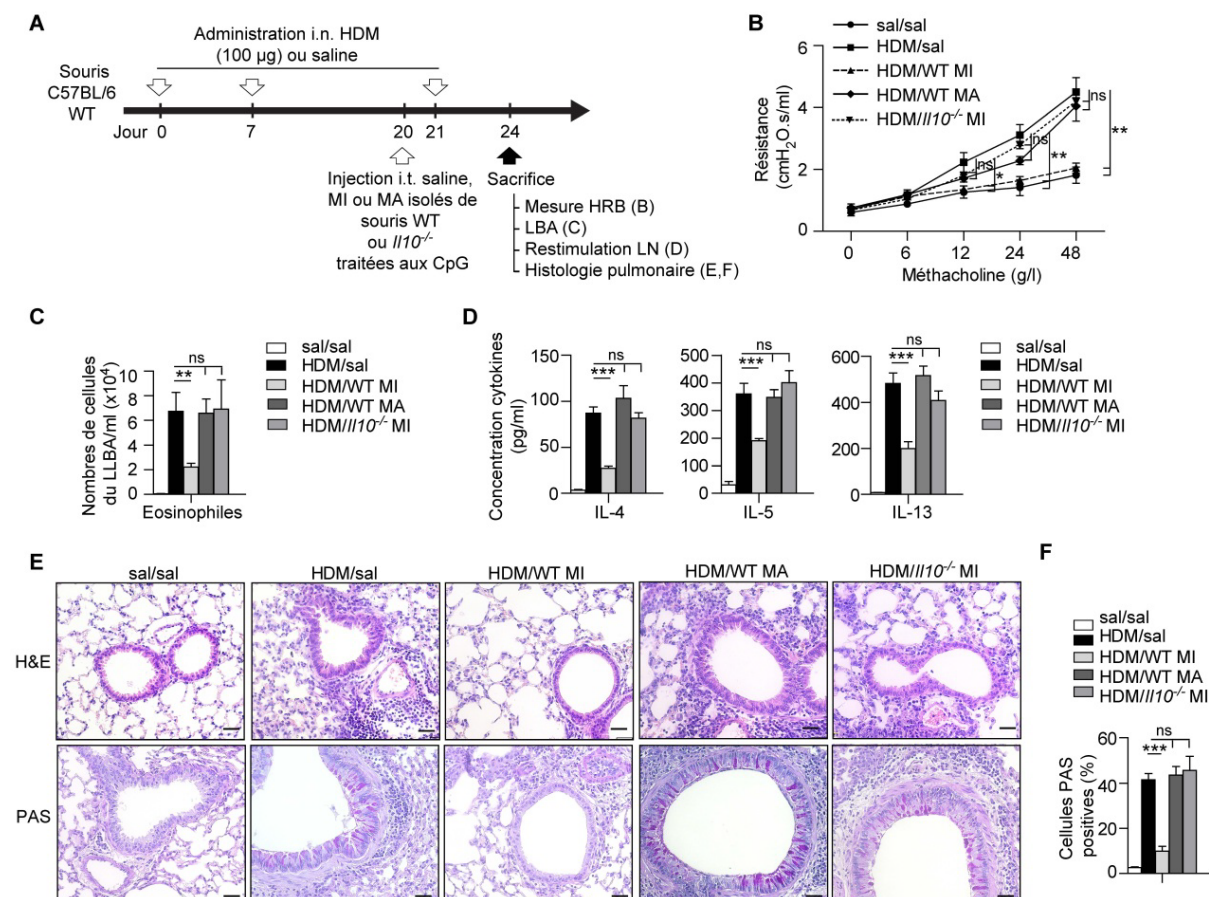 A
Administration i.n. HDM
(100 µg) ou saline
Souris
C57BL/6
WT
Jour 0 7 20 21 24
Injection i.t. saline,
MI ou MA isolés de
souris WT
ou Il10-/-
traitées aux CpG
Sacrifice
Mesure HRB (B)
LBA (C)
Restimulation LN (D)
Histologie pulmonaire (E,F)
B
sal/sal
HDM/sal
HDM/WT MI
HDM/WT MA
HDM/Il10-/- MI
Résistance
(cmH2O.s/ml)
6
4
2
0
ns
**
ns
**
ns
*
0 6 12 24 48
Méthacholine (g/l)
C
Nombres de cellules
du LLBA/ml (x10⁴)
10
8
6
4
2
0
ns
**
Eosinophiles
sal/sal
HDM/sal
HDM/WT MI
HDM/WT MA
HDM/Il10-/- MI
D
Concentration cytokines
(pg/ml)
150
100
50
0
ns
***
IL-4
500
400
300
200
100
0
ns
***
IL-5
600
400
200
0
ns
***
IL-13
sal/sal
HDM/sal
HDM/WT MI
HDM/WT MA
HDM/Il10-/- MI
E
sal/sal HDM/sal HDM/WT MI HDM/WT MA HDM/Il10-/- MI
H&E
PAS
F
sal/sal
HDM/sal
HDM/WT MI
HDM/WT MA
HDM/Il10-/- MI
Cellules PAS
positives (%)
60
40
20
0
ns
***